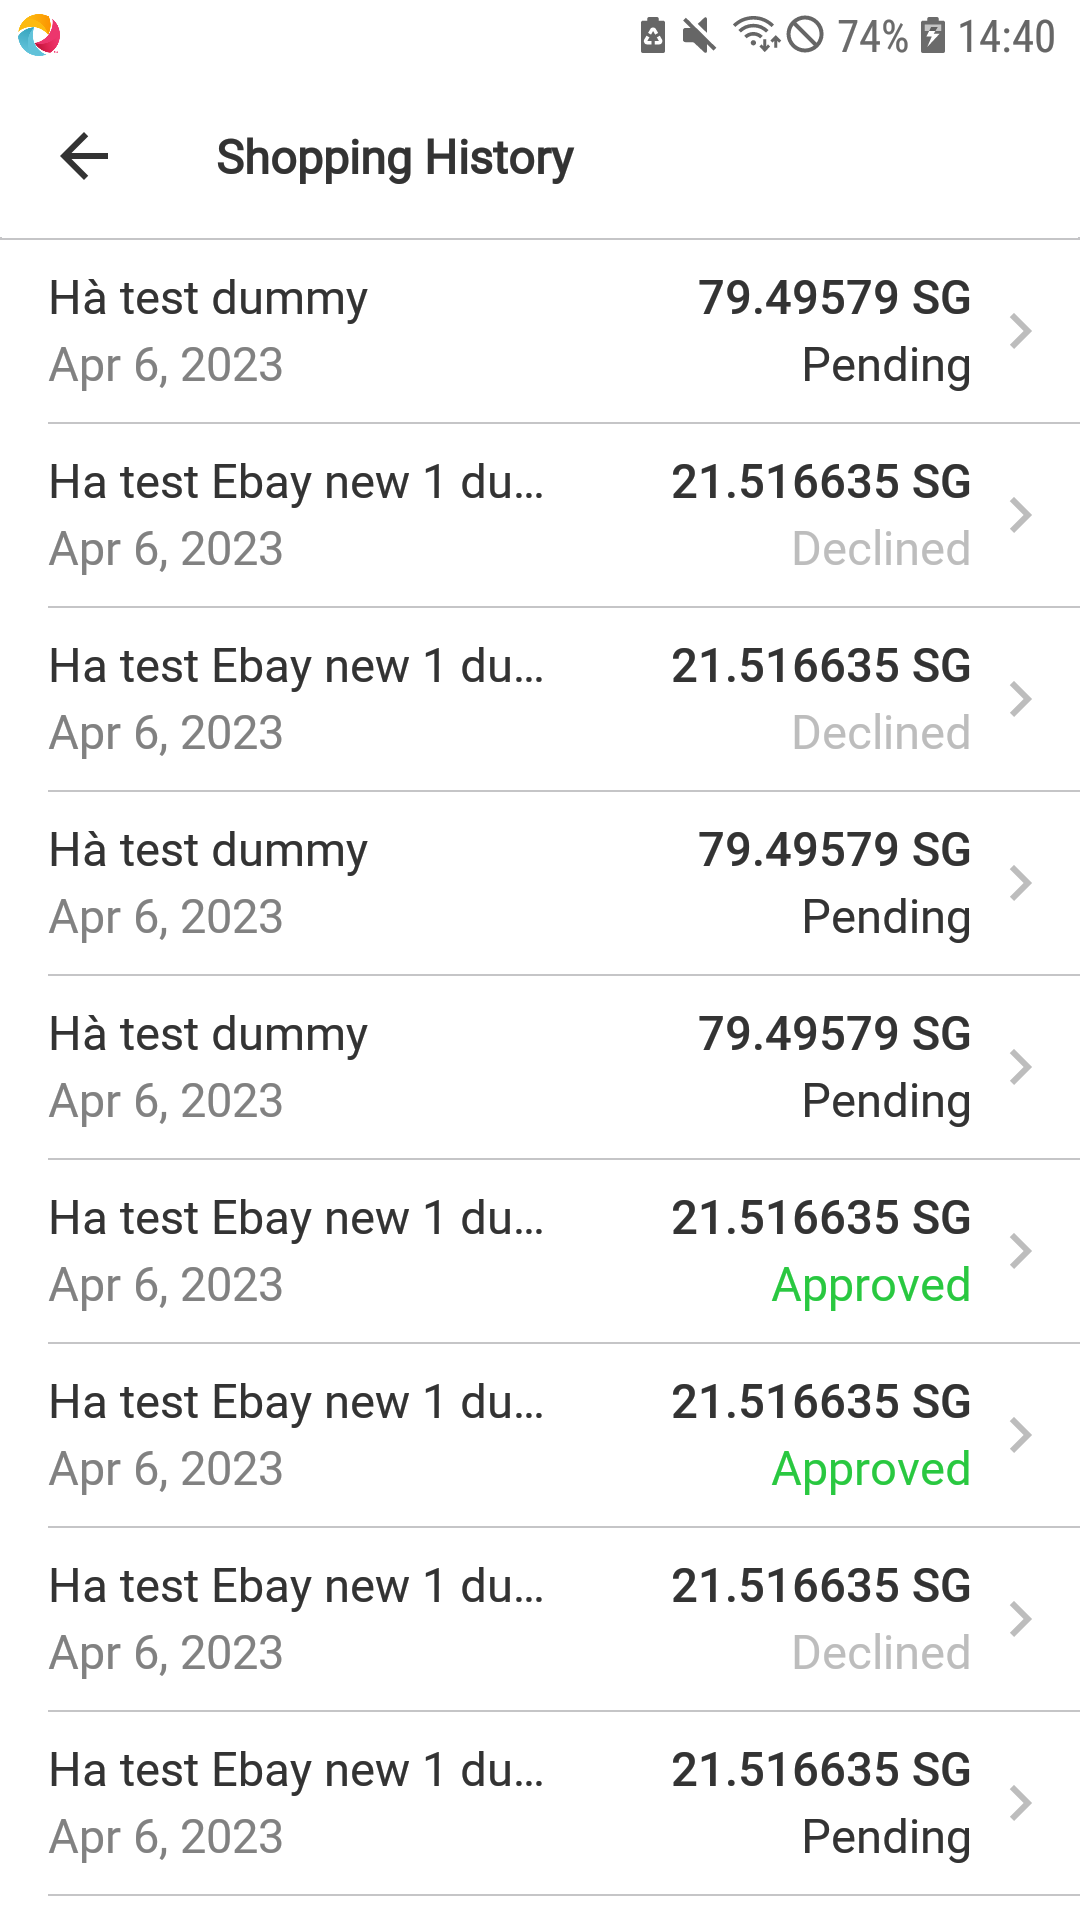 74% 14:40
Shopping History
Hà test dummy 79.49579 SG
Apr 6, 2023 Pending
Ha test Ebay new 1 du... 21.516635 SG
Apr 6, 2023 Declined
Ha test Ebay new 1 du... 21.516635 SG
Apr 6, 2023 Declined
Hà test dummy 79.49579 SG
Apr 6, 2023 Pending
Hà test dummy 79.49579 SG
Apr 6, 2023 Pending
Ha test Ebay new 1 du... 21.516635 SG
Apr 6, 2023 Approved
Ha test Ebay new 1 du... 21.516635 SG
Apr 6, 2023 Approved
Ha test Ebay new 1 du... 21.516635 SG
Apr 6, 2023 Declined
Ha test Ebay new 1 du... 21.516635 SG
Apr 6, 2023 Pending